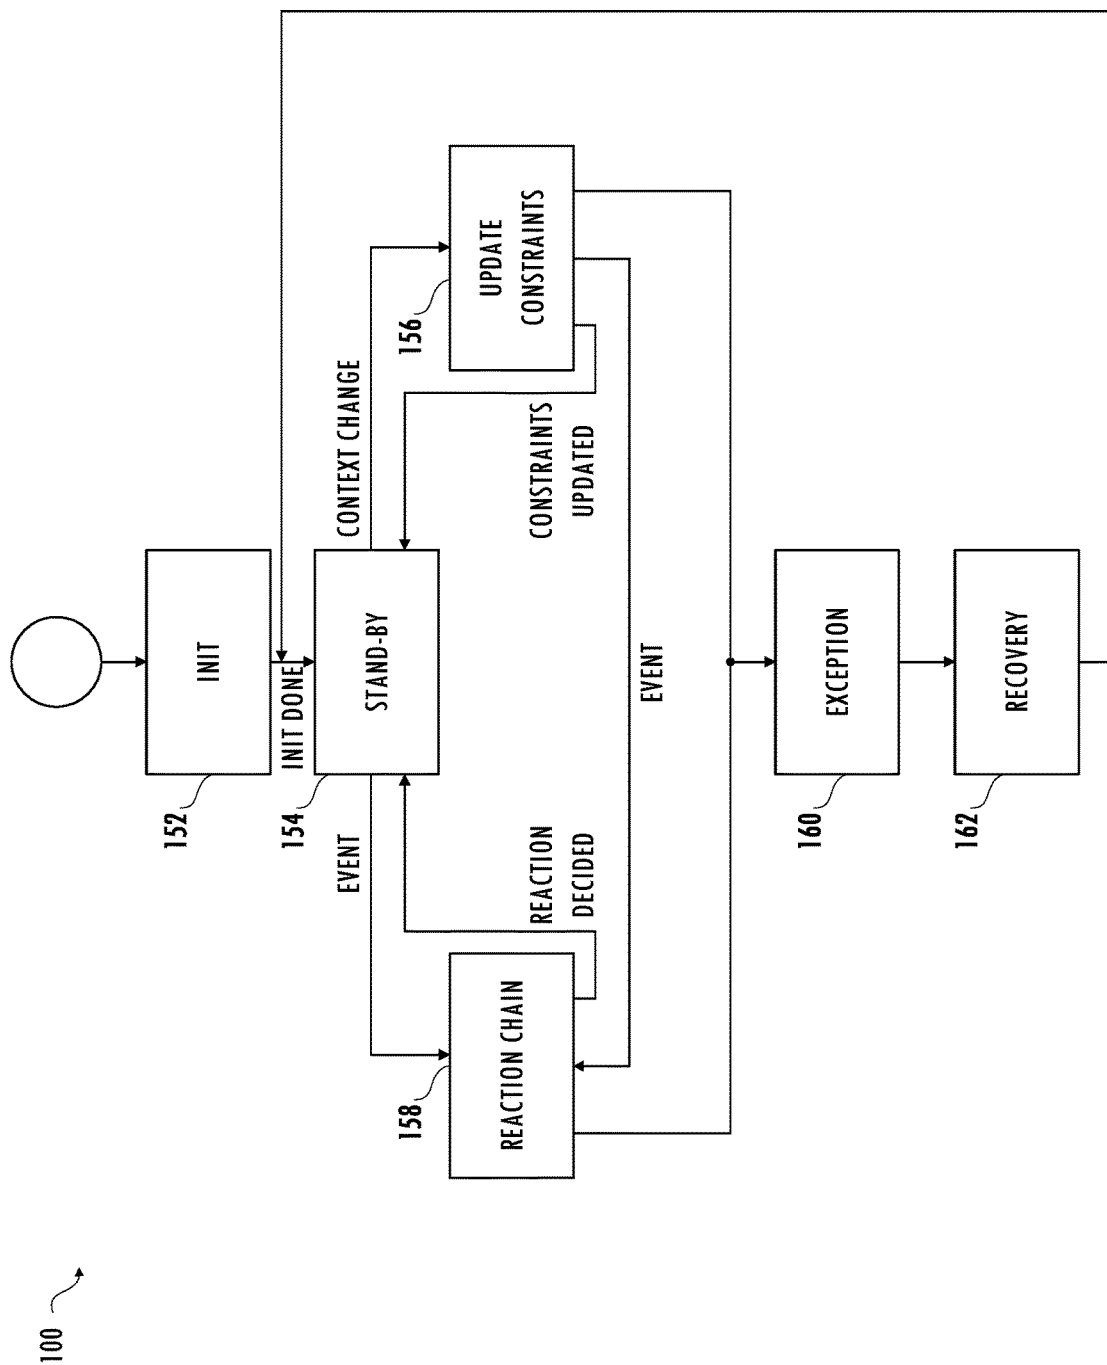 100
INIT
152
INIT DONE
STAND-BY
154
EVENT
CONTEXT CHANGE
REACTION CHAIN
158
UPDATE
CONSTRAINTS
156
REACTION
DECIDED
CONSTRAINTS
UPDATED
EVENT
EXCEPTION
160
RECOVERY
162